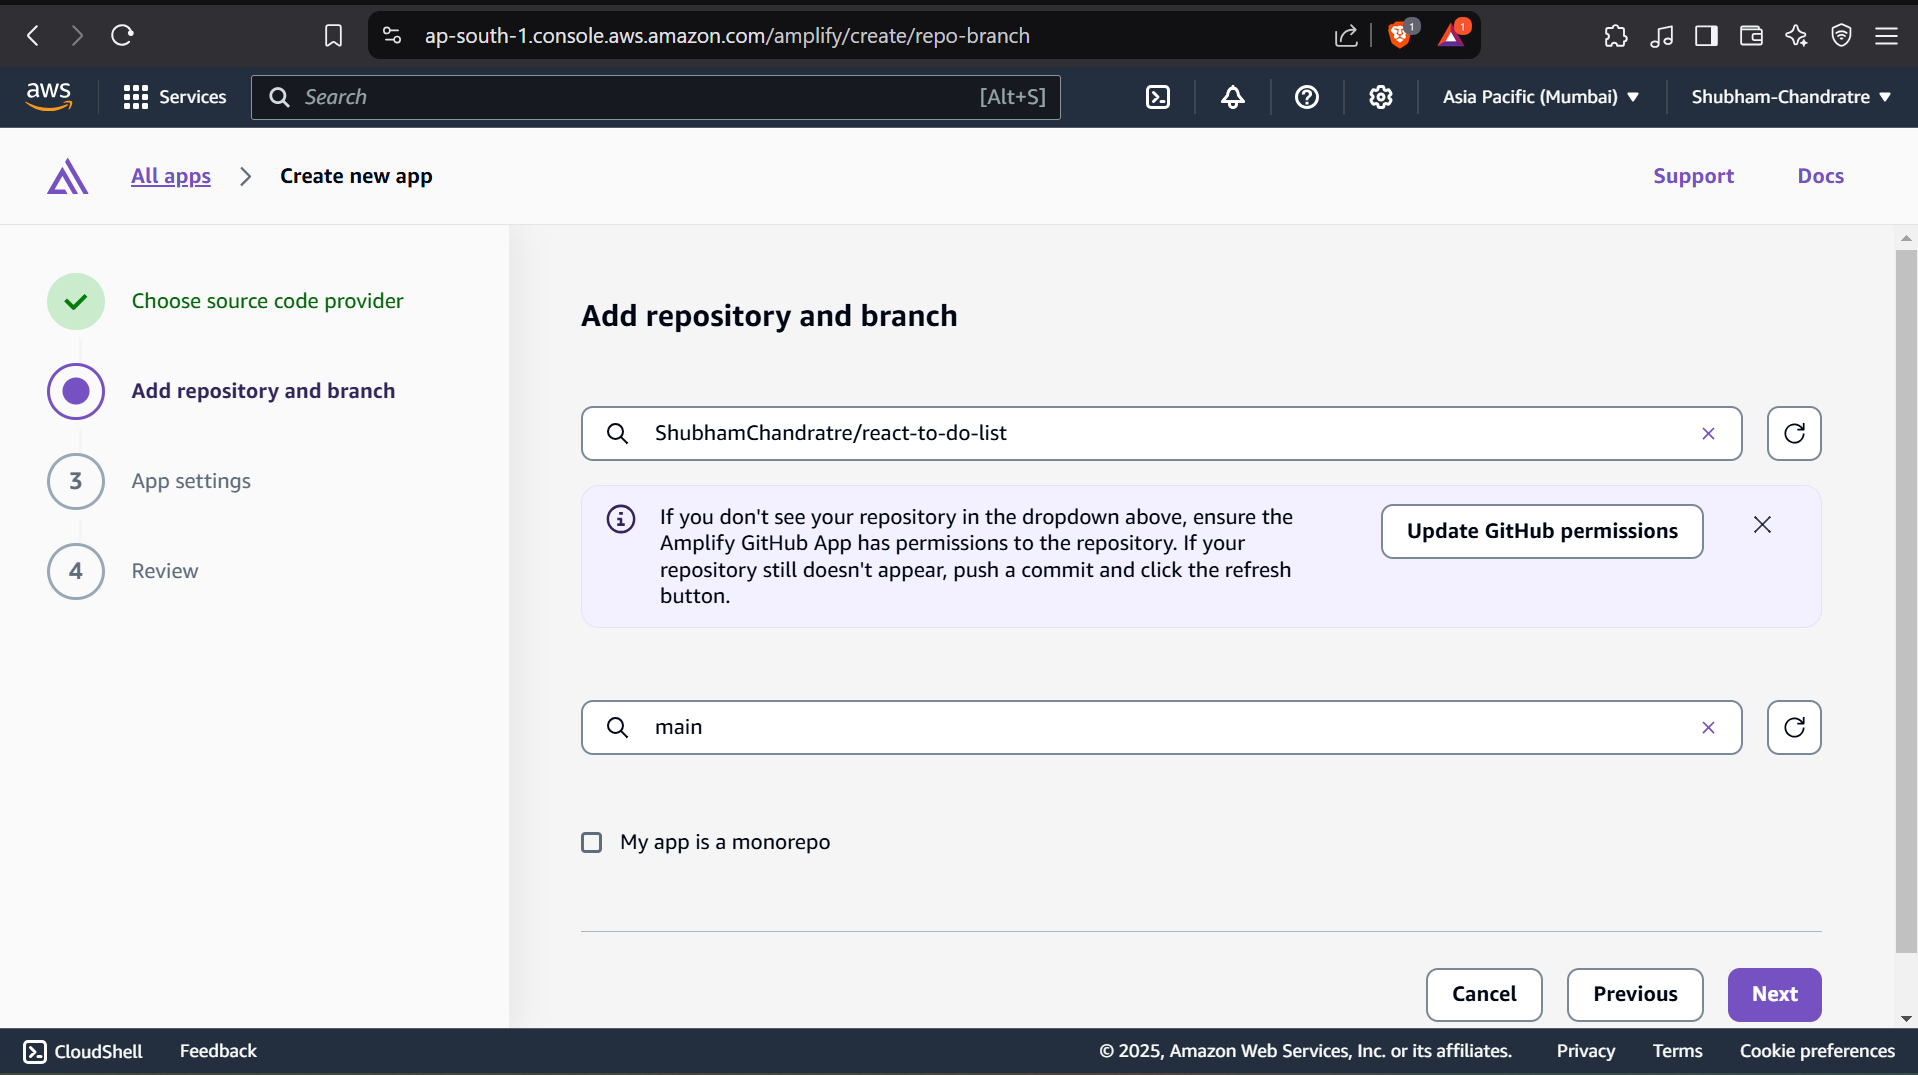 ap-south-1.console.aws.amazon.com/amplify/create/repo-branch
1
1
aws
Services
Search
[Alt+S]
Asia Pacific (Mumbai)
Shubham-Chandratre
All apps
Create new app
Support
Docs
Choose source code provider
Add repository and branch
3
App settings
4
Review
Add repository and branch
ShubhamChandratre/react-to-do-list
If you don't see your repository in the dropdown above, ensure the
Amplify GitHub App has permissions to the repository. If your
repository still doesn't appear, push a commit and click the refresh
button.
Update GitHub permissions
main
My app is a monorepo
Cancel
Previous
Next
CloudShell
Feedback
© 2025, Amazon Web Services, Inc. or its affiliates.
Privacy
Terms
Cookie preferences